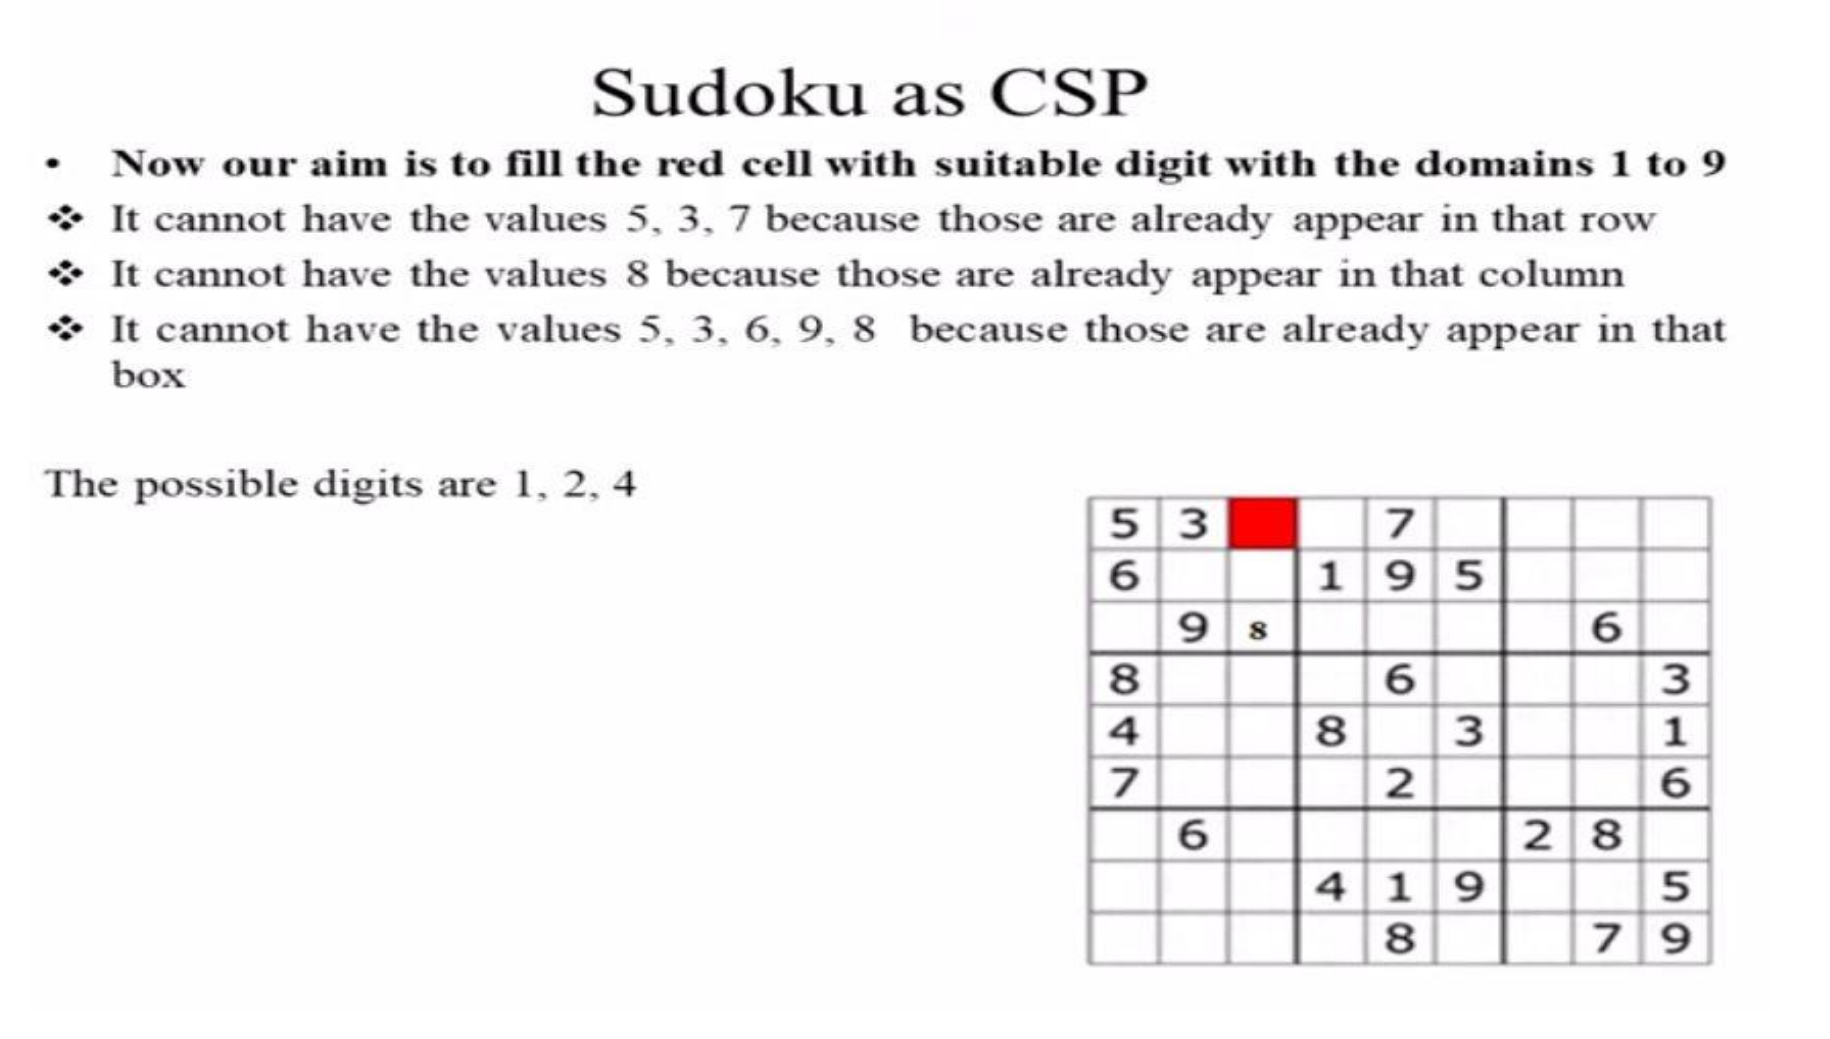 Sudoku as CSP
• Now our aim is to fill the red cell with suitable digit with the domains 1 to 9
❖ It cannot have the values 5, 3, 7 because those are already appear in that row
❖ It cannot have the values 8 because those are already appear in that column
❖ It cannot have the values 5, 3, 6, 9, 8 because those are already appear in that
box
The possible digits are 1, 2, 4
5 3 7
6 1 9 5
9 8 6
8 6 3
4 8 3 1
7 2 6
6 2 8
4 1 9 5
8 7 9